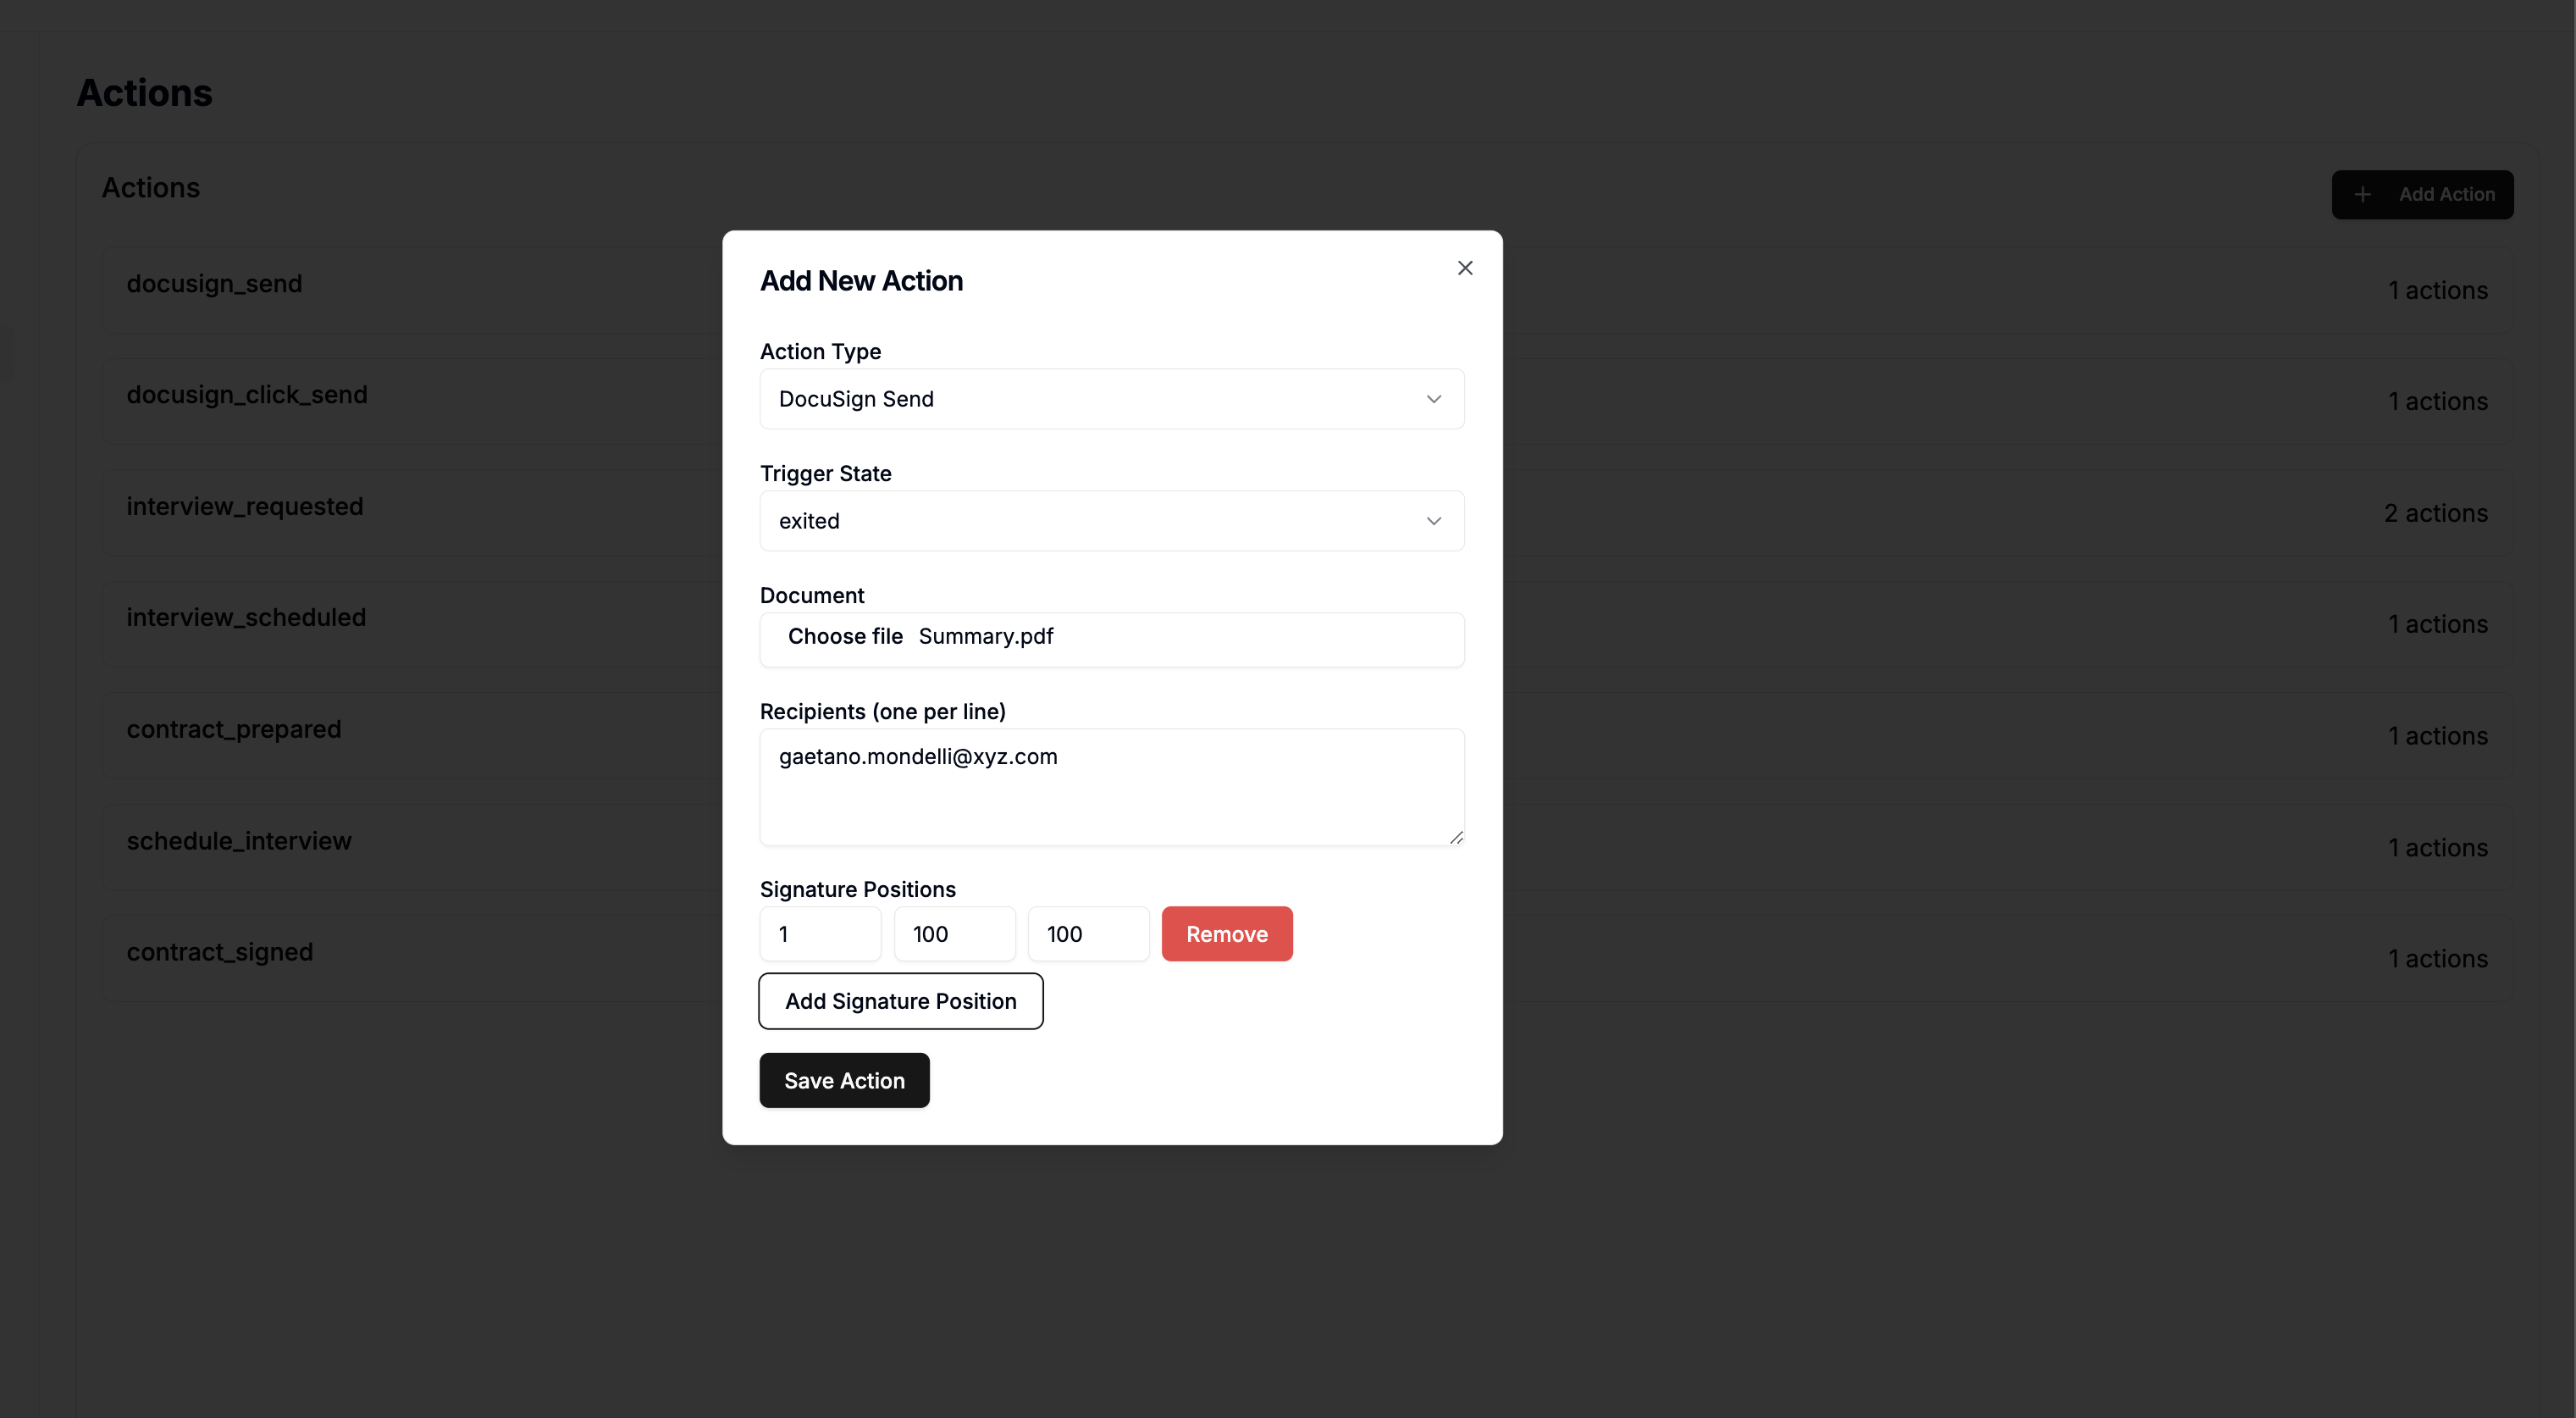 Actions
Actions
+ Add Action
docusign_send
1 actions
docusign_click_send
1 actions
interview_requested
2 actions
interview_scheduled
1 actions
contract_prepared
1 actions
schedule_interview
1 actions
contract_signed
1 actions
Add New Action
Action Type
DocuSign Send
Trigger State
exited
Document
Choose file Summary.pdf
Recipients (one per line)
gaetano.mondelli@xyz.com
Signature Positions
1 100 100 Remove
Add Signature Position
Save Action